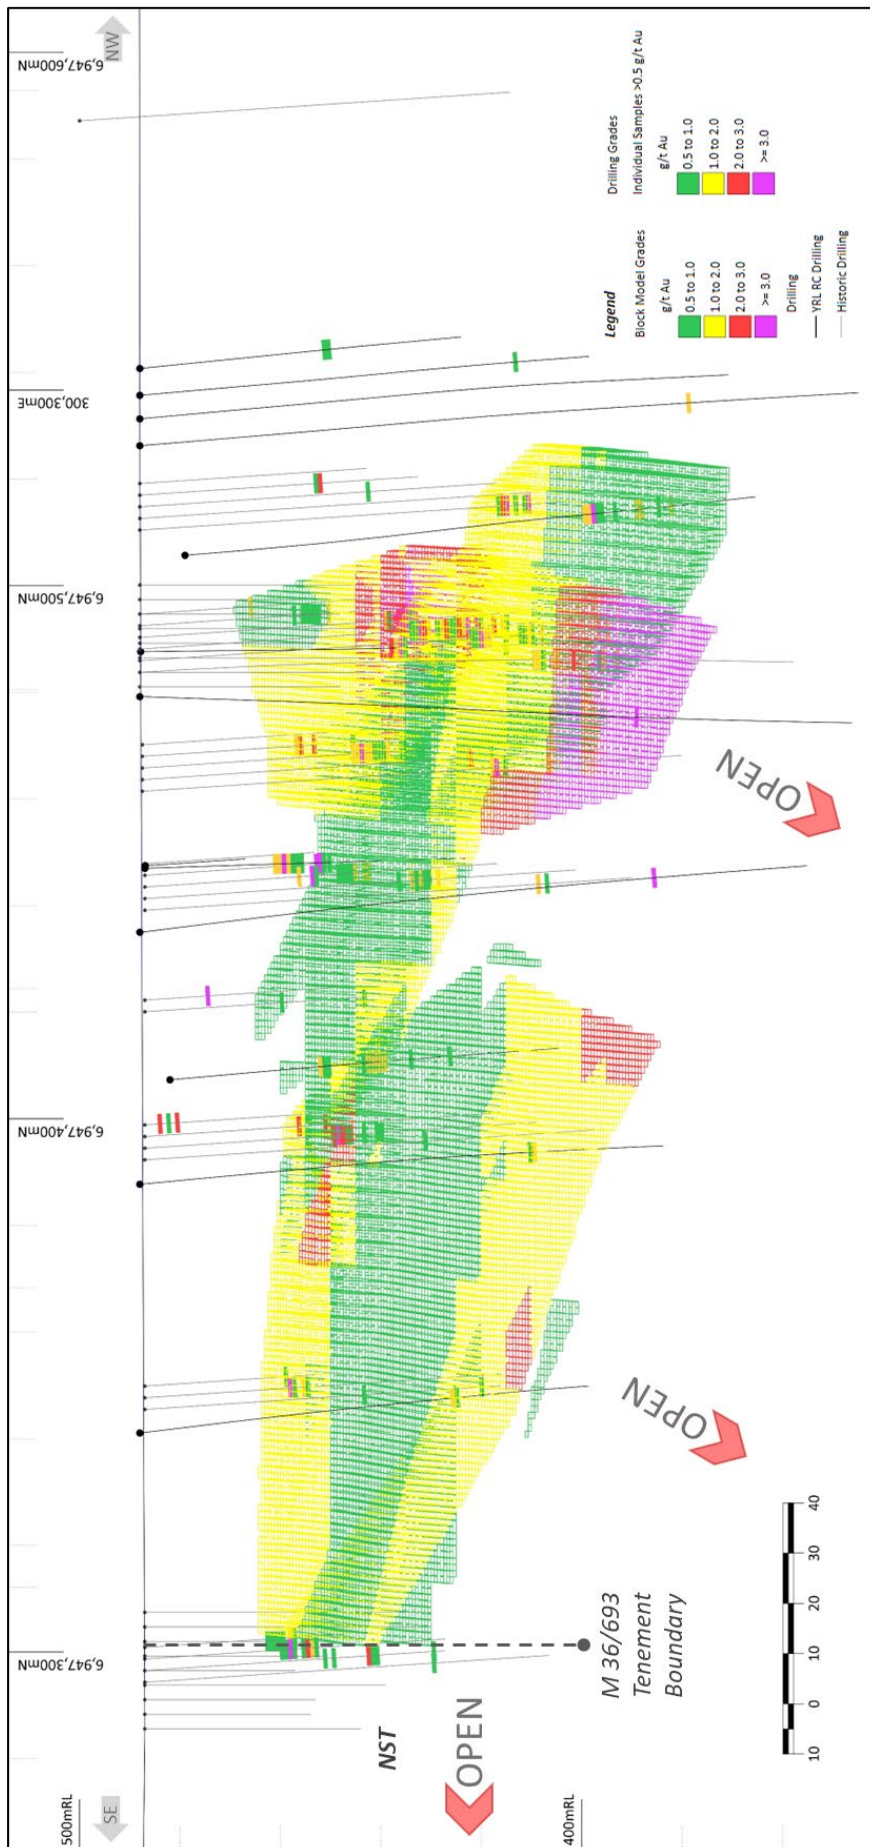 SE
NW
6,947,300mN
6,947,400mN
6,947,500mN
300,300mE
6,947,600mN
500mRL
400mRL
NST
OPEN
M 36/693
Tenement
Boundary
OPEN
OPEN
10 0 10 20 30 40
Legend
Block Model Grades
g/t Au
0.5 to 1.0
1.0 to 2.0
2.0 to 3.0
>= 3.0
Drilling
YRL RC Drilling
Historic Drilling
Drilling Grades
Individual Samples >0.5 g/t Au
g/t Au
0.5 to 1.0
1.0 to 2.0
2.0 to 3.0
>= 3.0